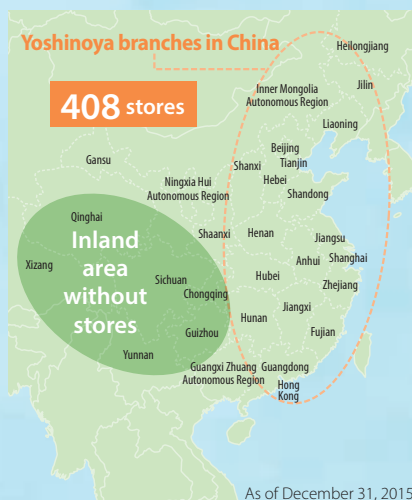 Yoshinoya branches in China
408 stores
Heilongjiang
Jilin
Inner Mongolia
Autonomous Region
Liaoning
Beijing
Tianjin
Shanxi
Hebei
Shandong
Gansu
Ningxia Hui
Autonomous Region
Qinghai
Shaanxi
Henan
Jiangsu
Inland
area
without
stores
Xizang
Anhui
Shanghai
Sichuan
Hubei
Zhejiang
Chongqing
Jiangxi
Hunan
Guizhou
Fujian
Yunnan
Guangxi Zhuang
Autonomous Region
Guangdong
Hong
Kong
As of December 31, 2015